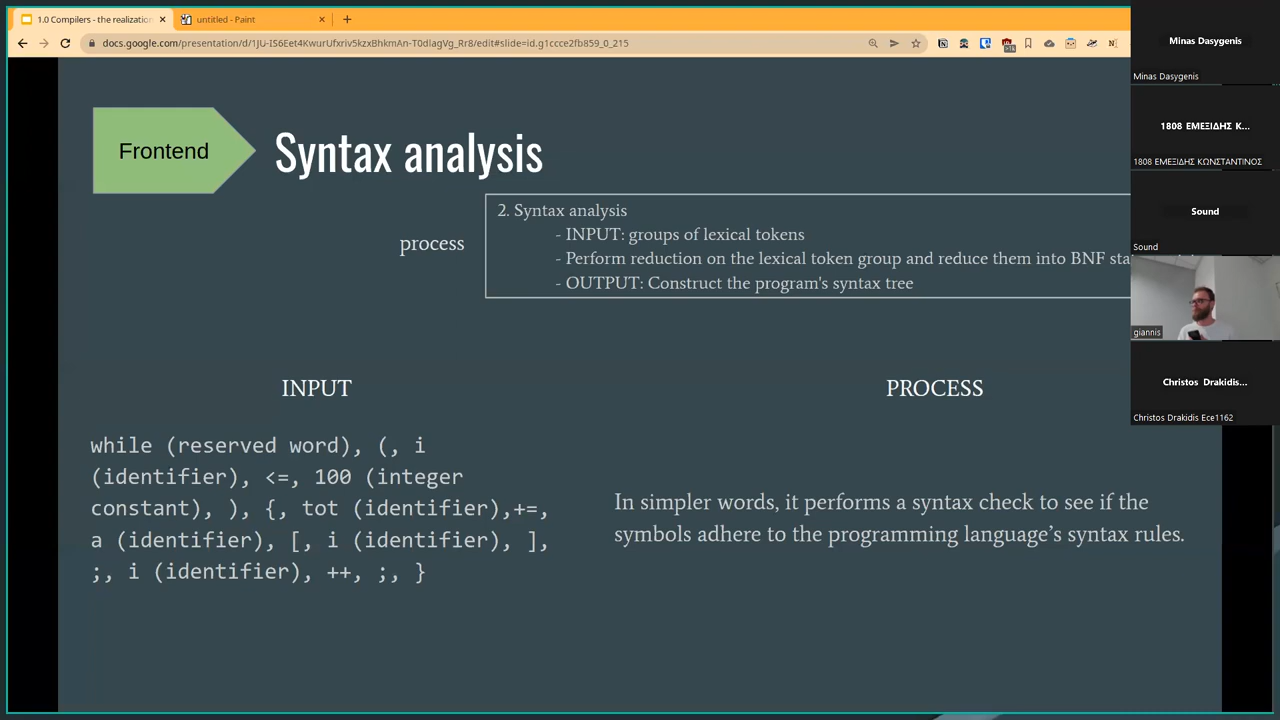 1.0 Compilers - the realization
untitled - Paint
docs.google.com/presentation/d/1JU-IS6Eet4KwurUfxriv5kzxBhkmAn-T0dlagVg_Rr8/edit#slide=id.g1ccce2fb859_0_215
Frontend
Syntax analysis
process
2. Syntax analysis
- INPUT: groups of lexical tokens
- Perform reduction on the lexical token group and reduce them into BNF sta
- OUTPUT: Construct the program's syntax tree
INPUT
while (reserved word), (, i
(identifier), <=, 100 (integer
constant), ), {, tot (identifier),+=,
a (identifier), [, i (identifier), ],
;, i (identifier), ++, ;, }
PROCESS
In simpler words, it performs a syntax check to see if the
symbols adhere to the programming language’s syntax rules.
Minas Dasygenis
Minas Dasygenis
1808 ΕΜΕΞΙΔΗΣ Κ...
1808 ΕΜΕΞΙΔΗΣ ΚΩΝΣΤΑΝΤΙΝΟΣ
Sound
Sound
giannis
Christos Drakidis...
Christos Drakidis Ece1162